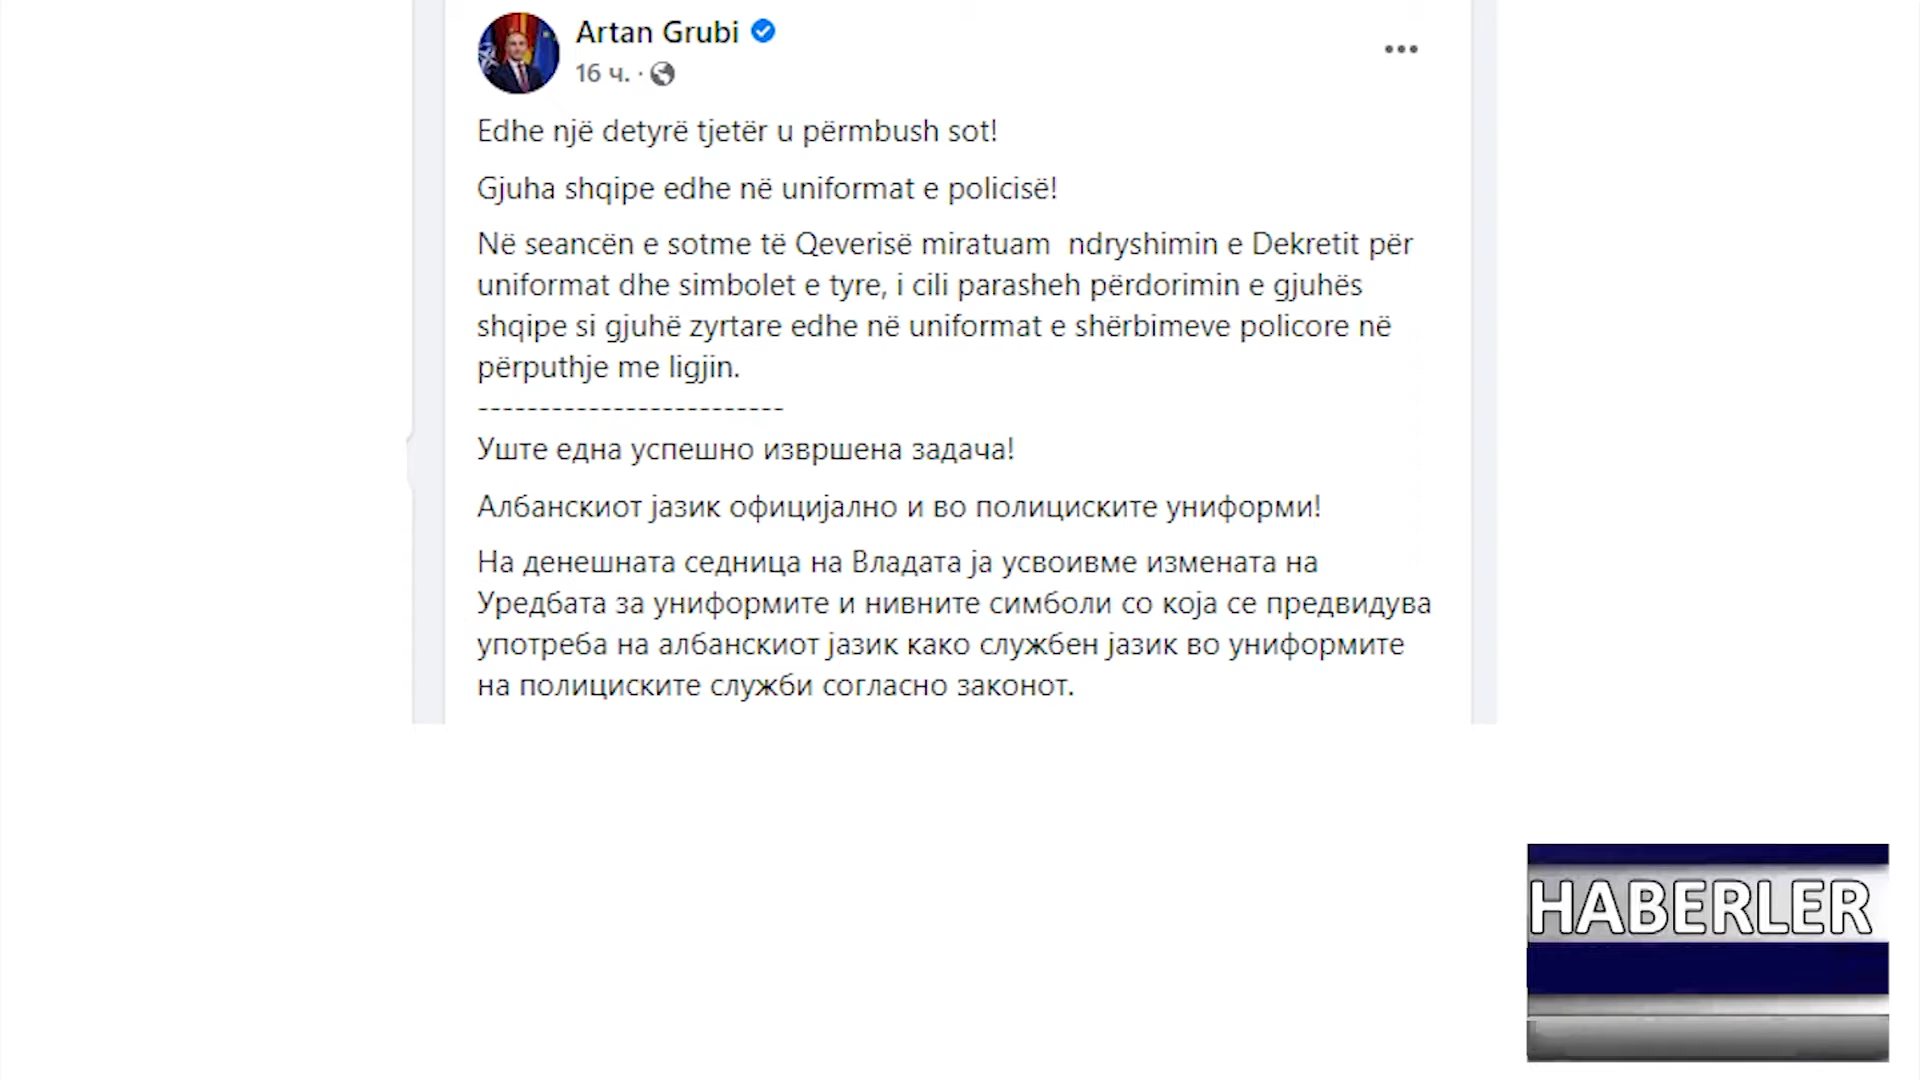 Artan Grubi
16 ч. ·
Edhe një detyrë tjetër u përmbush sot!
Gjuha shqipe edhe në uniformat e policisë!
Në seancën e sotme të Qeverisë miratuam  ndryshimin e Dekretit për
uniformat dhe simbolet e tyre, i cili parasheh përdorimin e gjuhës
shqipe si gjuhë zyrtare edhe në uniformat e shërbimeve policore në
përputhje me ligjin.
-------------------------
Уште една успешно извршена задача!
Албанскиот јазик официјално и во полициските униформи!
На денешната седница на Владата ја усвоивме измената на
Уредбата за униформите и нивните симболи со која се предвидува
употреба на албанскиот јазик како службен јазик во униформите
на полициските служби согласно законот.
HABERLER